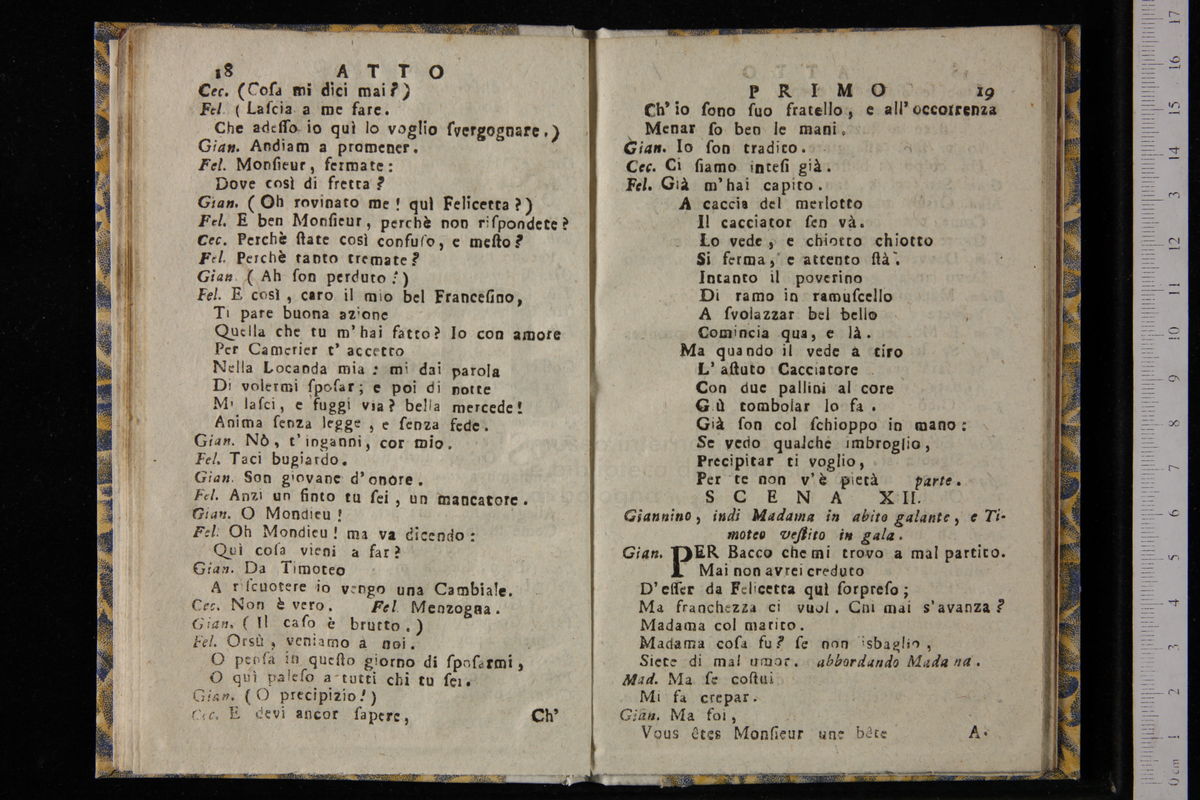 18 ATTO
Cec. (Coſa mi dici mai?)
Fel. (Laſcia a me fare.
Che adeſſo io quì lo voglio ſvergognare.)
Gian. Andiam a promener.
Fel. Monſieur, fermate:
Dove così di fretta?
Gian. (Oh rovinato me! quì Felicetta?)
Fel. E ben Monſieur, perchè non riſpondete?
Cec. Perchè ſtate così confuſo, e meſto?
Fel. Perchè tanto tremate?
Gian. (Ah ſon perduto!)
Fel. E così, caro il mio bel Franceſino,
Ti pare buona azione
Quella che tu m'hai fatto? Io con amore
Per Camerier t' accetto
Nella Locanda mia: mi dai parola
Di volermi ſpoſar; e poi di notte
Mi laſci, e fuggi via? bella mercede!
Anima ſenza legge, e ſenza fede.
Gian. Nò, t'inganni, cor mio.
Fel. Taci bugiardo.
Gian. Son giovane d'onore.
Fel. Anzi un finto tu ſei, un mancatore.
Gian. O Mondieu!
Fel. Oh Mondieu! ma va dicendo:
Quì coſa vieni a far?
Gian. Da Timoteo
A riſcuotere io vengo una Cambiale.
Cec. Non è vero. Fel. Menzogna.
Gian. (Il caſo è brutto.)
Fel. Orsù, veniamo a noi.
O penſa in queſto giorno di ſpoſarmi,
O quì paleſo a tutti chi tu ſei.
Gian. (O precipizio!)
Cec. E devi ancor ſapere,
Ch'
PRIMO 19
Ch' io ſono ſuo fratello, e all' occorrenza
Menar ſo ben le mani.
Gian. Io ſon tradito.
Cec. Ci ſiamo inteſi già.
Fel. Già m'hai capito.
A caccia del merlotto
Il cacciator ſen và.
Lo vede, e chiotto chiotto
Si ferma, e attento ſtà.
Intanto il poverino
Di ramo in ramuſcello
A ſvolazzar bel bello
Comincia qua, e là.
Ma quando il vede a tiro
L' aſtuto Cacciatore
Con due pallini al core
Giù tombolar lo fa.
Già ſon col ſchioppo in mano:
Se vedo qualche imbroglio,
Precipitar ti voglio,
Per te non v'è pietà parte.
SCENA XII.
Giannino, indi Madama in abito galante, e Ti-
moteo veſtito in gala.
Gian. PER Bacco che mi trovo a mal partito.
Mai non avrei creduto
D'eſſer da Felicetta quì ſorpreſo;
Ma franchezza ci vuol. Chi mai s'avanza?
Madama col marito.
Madama coſa fu? ſe non isbaglio,
Siete di mal umor. abbordando Madama.
Mad. Ma ſe coſtui
Mi fa crepar.
Gian. Ma foi,
Vous êtes Monſieur une bête
A-